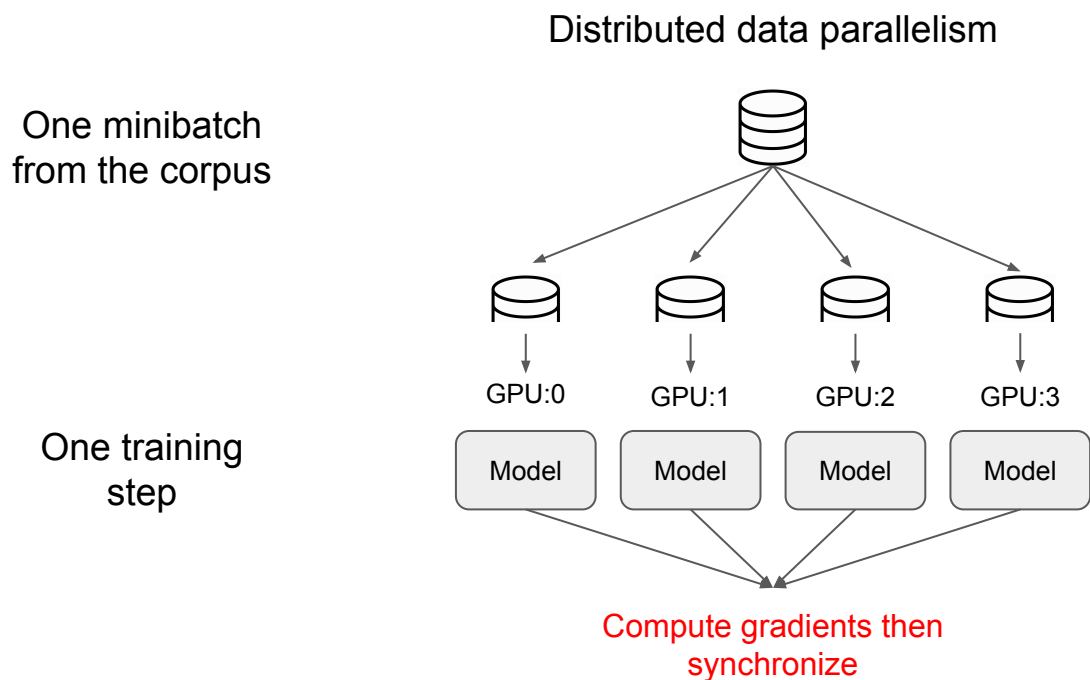 Distributed data parallelism
One minibatch
from the corpus
GPU:0 GPU:1 GPU:2 GPU:3
One training
step
Model Model Model Model
Compute gradients then
synchronize